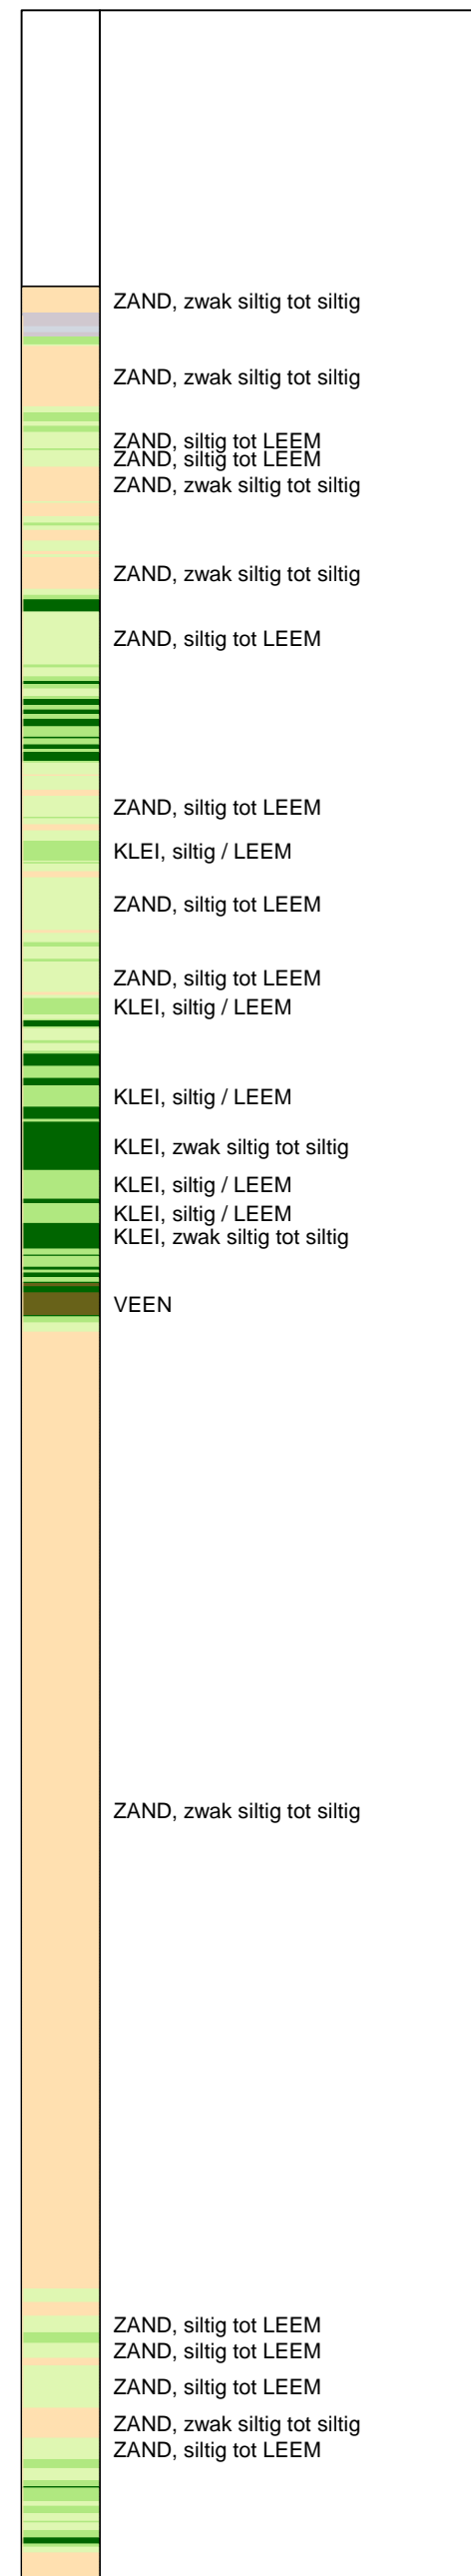 ZAND, zwak siltig tot siltig
ZAND, zwak siltig tot siltig
ZAND, siltig tot LEEM
ZAND, siltig tot LEEM
ZAND, zwak siltig tot siltig
ZAND, zwak siltig tot siltig
ZAND, siltig tot LEEM
ZAND, siltig tot LEEM
KLEI, siltig / LEEM
ZAND, siltig tot LEEM
ZAND, siltig tot LEEM
KLEI, siltig / LEEM
KLEI, siltig / LEEM
KLEI, zwak siltig tot siltig
KLEI, siltig / LEEM
KLEI, siltig / LEEM
KLEI, zwak siltig tot siltig
VEEN
ZAND, zwak siltig tot siltig
ZAND, siltig tot LEEM
ZAND, siltig tot LEEM
ZAND, siltig tot LEEM
ZAND, zwak siltig tot siltig
ZAND, siltig tot LEEM